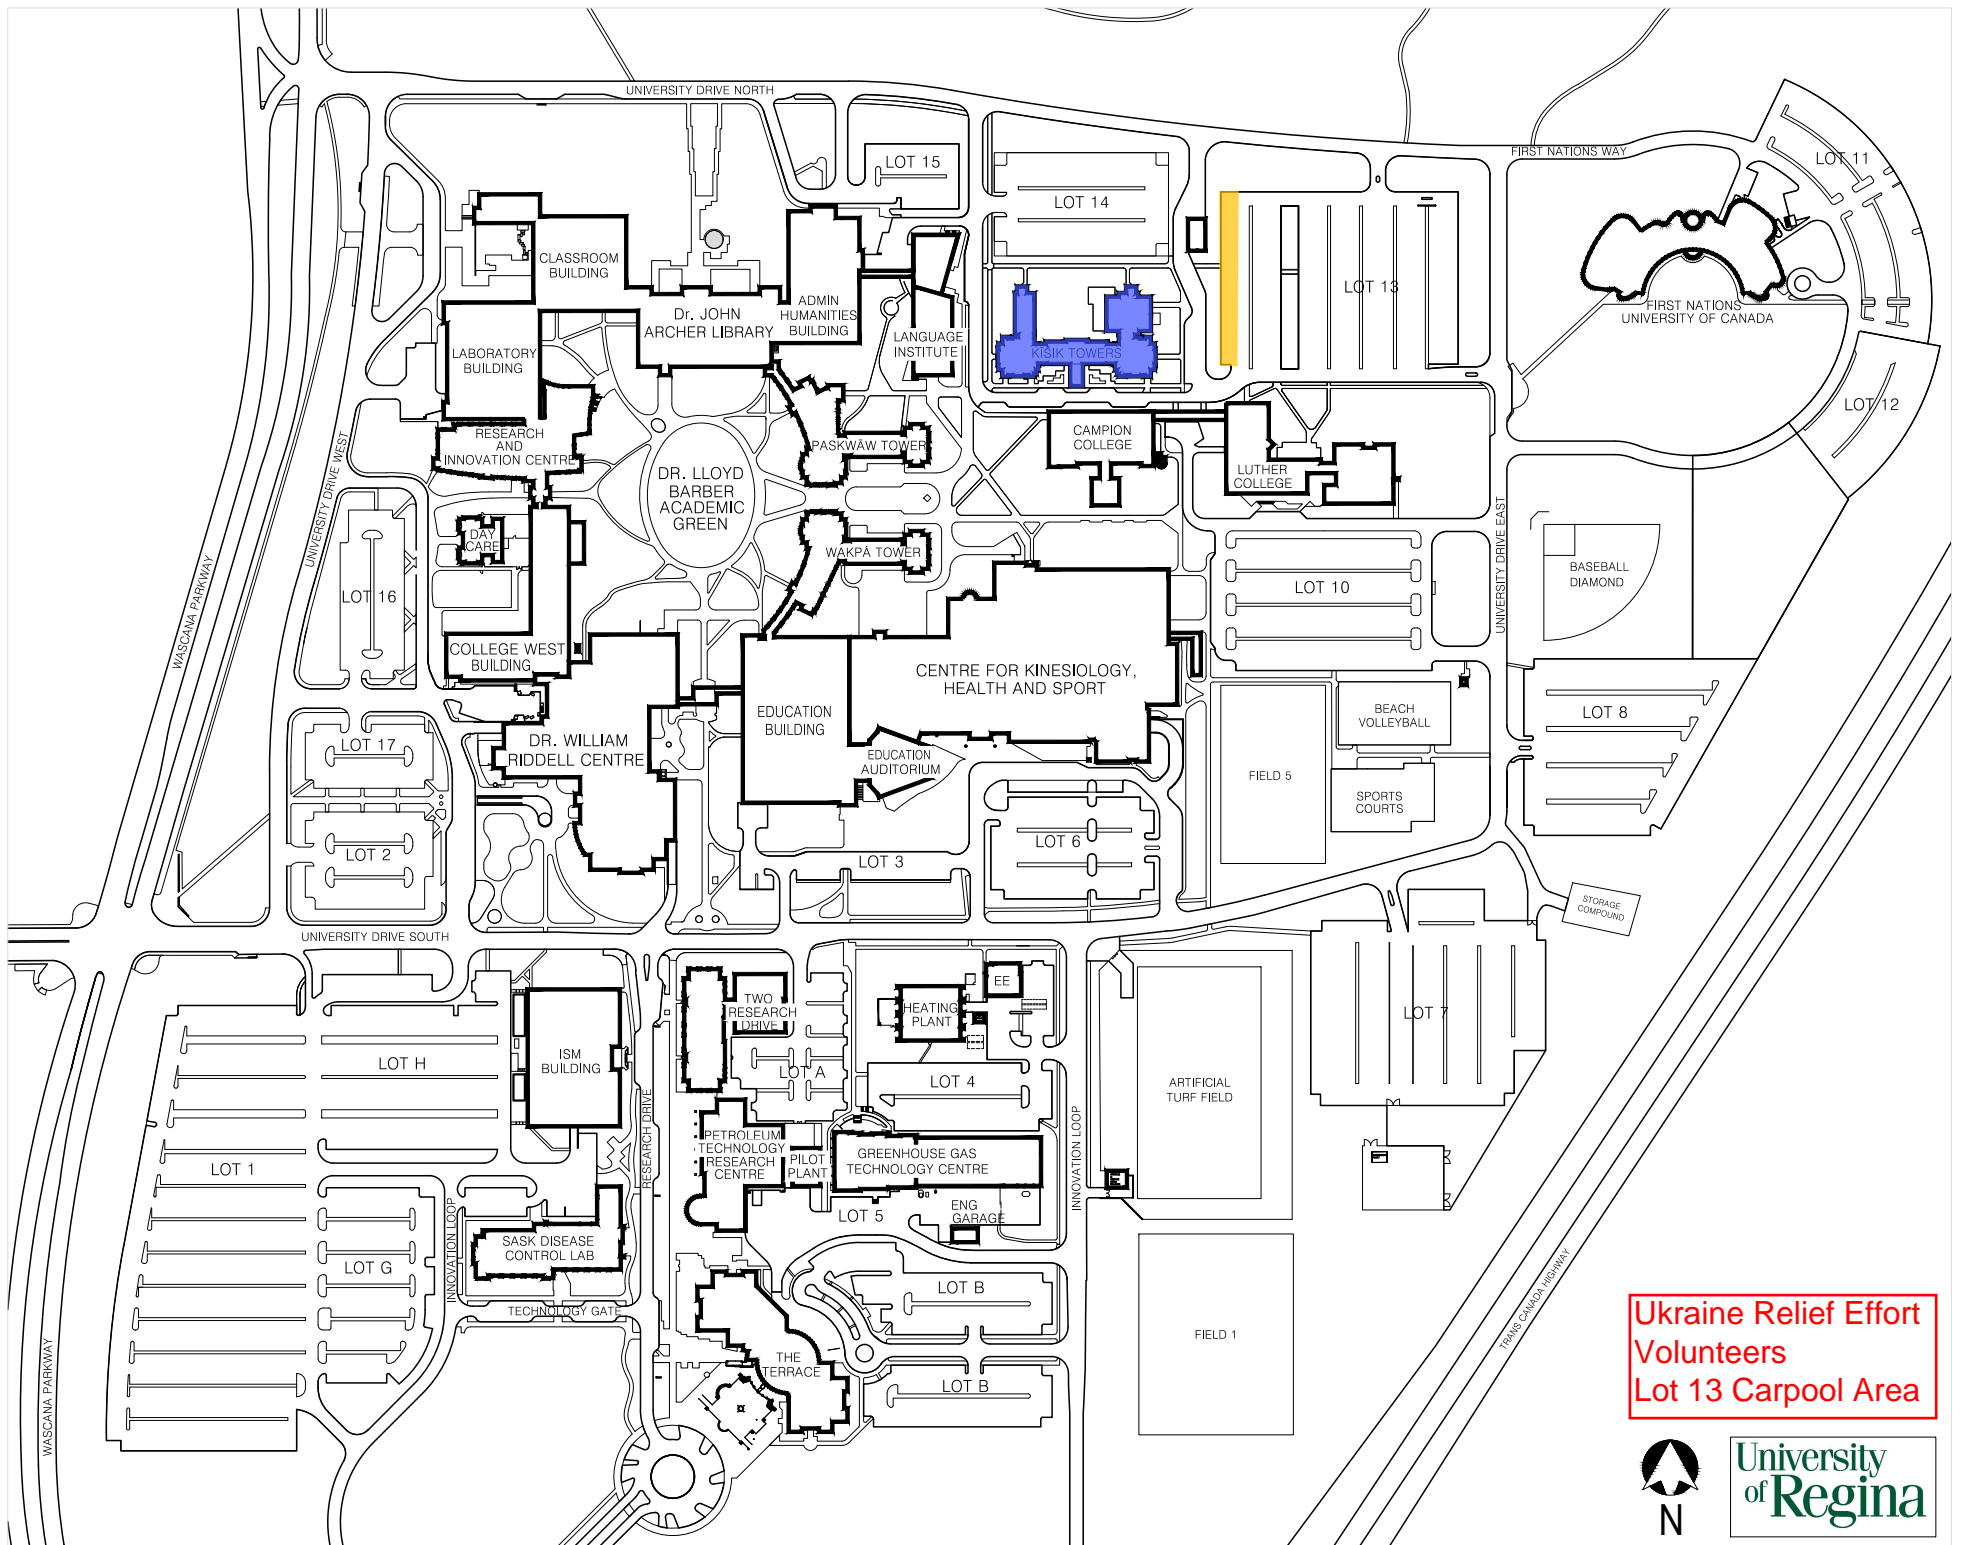 UNIVERSITY DRIVE NORTH
FIRST NATIONS WAY
LOT 15
LOT 11
LOT 14
CLASSROOM
BUILDING
LOT 13
ADMIN
HUMANITIES
BUILDING
Dr. JOHN
ARCHER LIBRARY
FIRST NATIONS
UNIVERSITY OF CANADA
LANGUAGE
INSTITUTE
KĪSIK TOWERS
LABORATORY
BUILDING
LOT 12
RESEARCH
AND
INNOVATION CENTRE
PASKWĀW TOWER
CAMPION
COLLEGE
LUTHER
COLLEGE
DR. LLOYD
BARBER
ACADEMIC
GREEN
UNIVERSITY DRIVE WEST
UNIVERSITY DRIVE EAST
WASCANA PARKWAY
DAY
CARE
WAKPÁ TOWER
BASEBALL
DIAMOND
LOT 16
LOT 10
COLLEGE WEST
BUILDING
CENTRE FOR KINESIOLOGY,
HEALTH AND SPORT
EDUCATION
BUILDING
BEACH
VOLLEYBALL
LOT 8
LOT 17
DR. WILLIAM
RIDDELL CENTRE
EDUCATION
AUDITORIUM
FIELD 5
SPORTS
COURTS
LOT 2
LOT 3
LOT 6
STORAGE
COMPOUND
UNIVERSITY DRIVE SOUTH
TWO
RESEARCH
DRIVE
EE
HEATING
PLANT
LOT 7
LOT H
ISM
BUILDING
LOT A
LOT 4
ARTIFICIAL
TURF FIELD
RESEARCH DRIVE
INNOVATION LOOP
PETROLEUM
TECHNOLOGY
RESEARCH
CENTRE
PILOT
PLANT
GREENHOUSE GAS
TECHNOLOGY CENTRE
LOT 1
LOT 5
ENG
GARAGE
INNOVATION LOOP
SASK DISEASE
CONTROL LAB
LOT G
LOT B
TECHNOLOGY GATE
TRANS CANADA HIGHWAY
FIELD 1
THE
TERRACE
LOT B
WASCANA PARKWAY
Ukraine Relief Effort
Volunteers
Lot 13 Carpool Area
N
University
of Regina